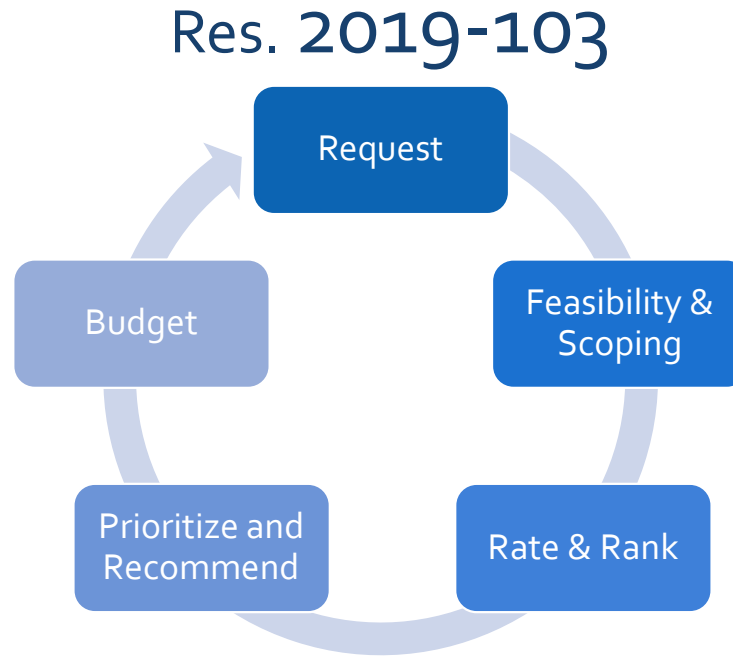 Res. 2019-103
Request
Feasibility &
Scoping
Rate & Rank
Prioritize and
Recommend
Budget